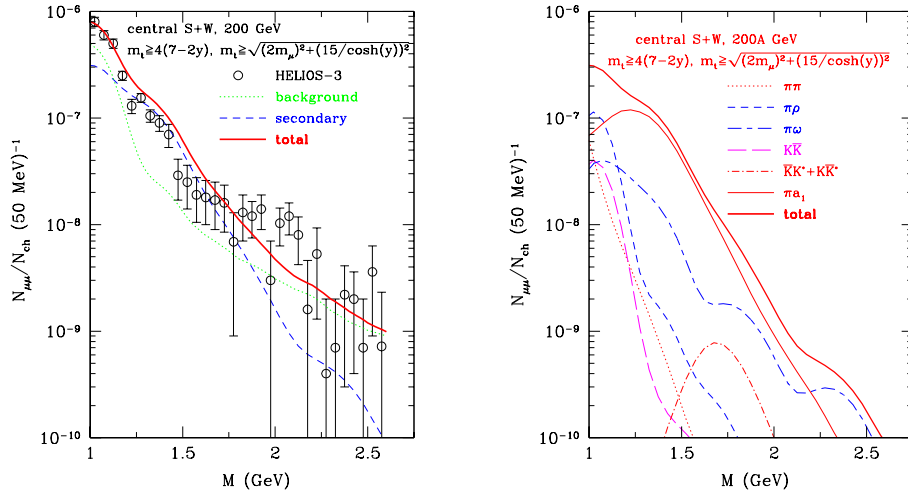 central S+W, 200 GeV
mₜ≥4(7−2y), mₜ≥√(2m_μ)²+(15/cosh(y))²
HELIOS−3
background
secondary
total
10⁻⁶
10⁻⁷
10⁻⁸
10⁻⁹
10⁻¹⁰
N_μμ/N_ch (50 MeV)⁻¹
1
1.5
2
2.5
M (GeV)
central S+W, 200A GeV
mₜ≥4(7−2y), mₜ≥√(2m_μ)²+(15/cosh(y))²
ππ
πρ
πω
KK̅
K̅K*+KK̅*
πa₁
total
10⁻⁶
10⁻⁷
10⁻⁸
10⁻⁹
10⁻¹⁰
N_μμ/N_ch (50 MeV)⁻¹
1
1.5
2
2.5
M (GeV)